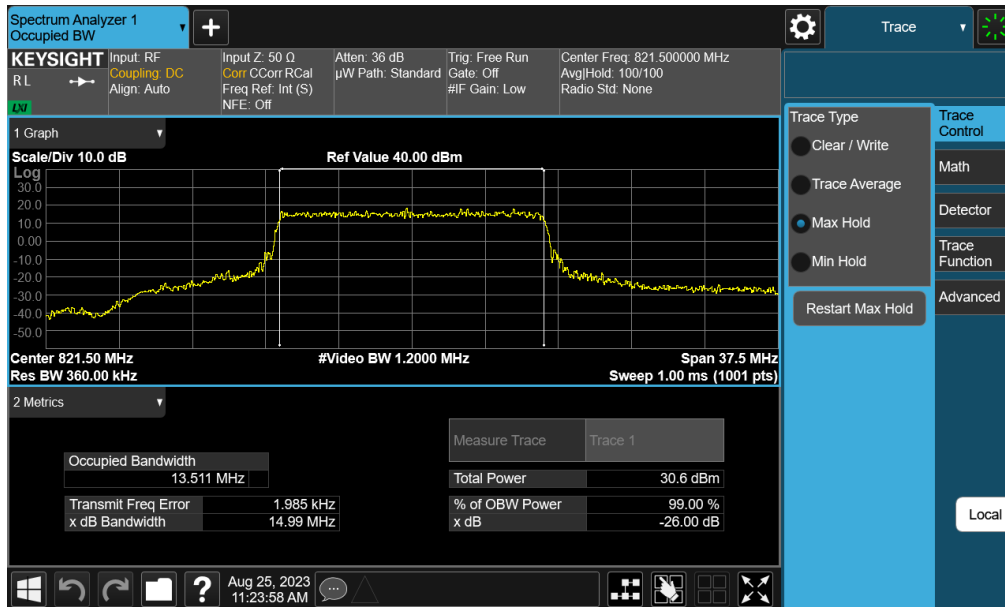 Spectrum Analyzer 1
Occupied BW
+
Trace
KEYSIGHT
R L
LXI
Input: RF
Coupling: DC
Align: Auto
Input Z: 50 Ω
Corr CCorr RCal
Freq Ref: Int (S)
NFE: Off
Atten: 36 dB
µW Path: Standard
Trig: Free Run
Gate: Off
#IF Gain: Low
Center Freq: 821.500000 MHz
Avg|Hold: 100/100
Radio Std: None
1 Graph
Scale/Div 10.0 dB
Ref Value 40.00 dBm
Log
30.0
20.0
10.0
0.00
-10.0
-20.0
-30.0
-40.0
-50.0
Center 821.50 MHz
#Video BW 1.2000 MHz
Span 37.5 MHz
Res BW 360.00 kHz
Sweep 1.00 ms (1001 pts)
2 Metrics
Measure Trace
Trace 1
Occupied Bandwidth
13.511 MHz
Total Power
30.6 dBm
Transmit Freq Error
1.985 kHz
% of OBW Power
99.00 %
x dB Bandwidth
14.99 MHz
x dB
-26.00 dB
Trace Type
Clear / Write
Trace Average
Max Hold
Min Hold
Restart Max Hold
Trace
Control
Math
Detector
Trace
Function
Advanced
Local
?
Aug 25, 2023
11:23:58 AM